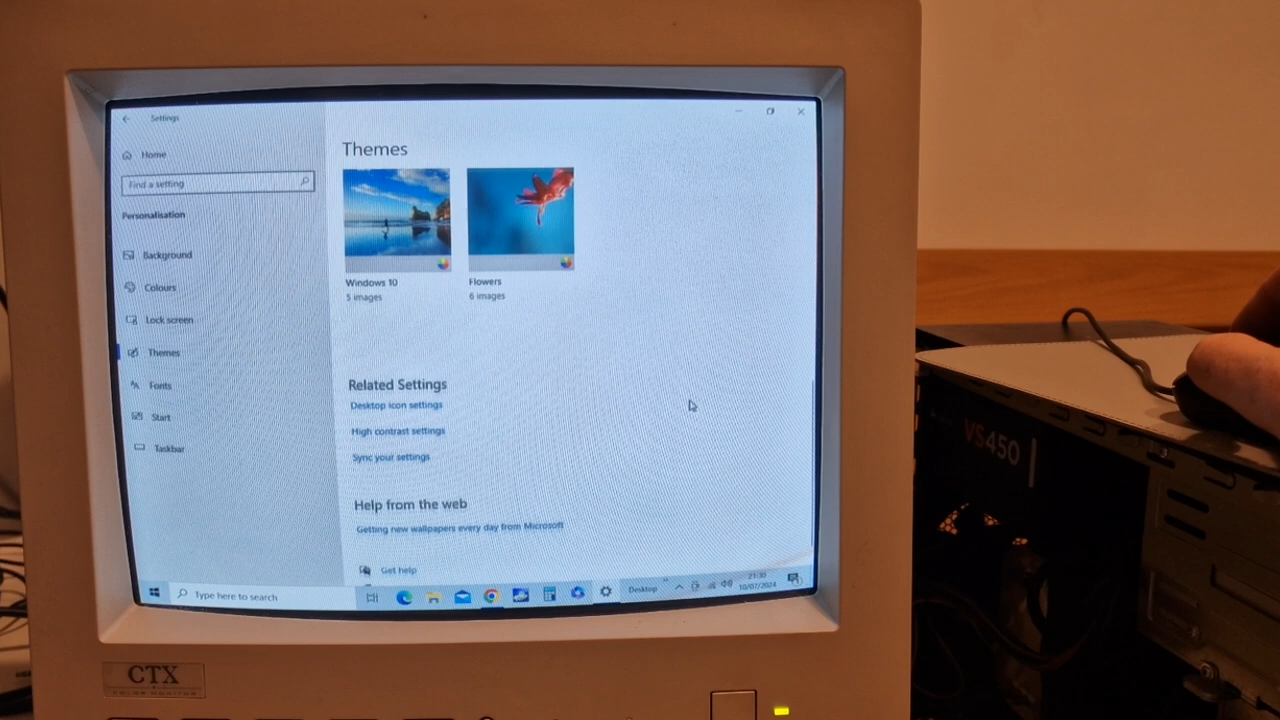 Settings
Home
Find a setting
Personalisation
Background
Colours
Lock screen
Themes
Fonts
Start
Taskbar
Themes
Windows 10
5 images
Flowers
6 images
Related Settings
Desktop icon settings
High contrast settings
Sync your settings
Help from the web
Getting new wallpapers every day from Microsoft
Get help
Type here to search
Desktop
21:30
10/07/2024
CTX
COLOR MONITOR
VS450